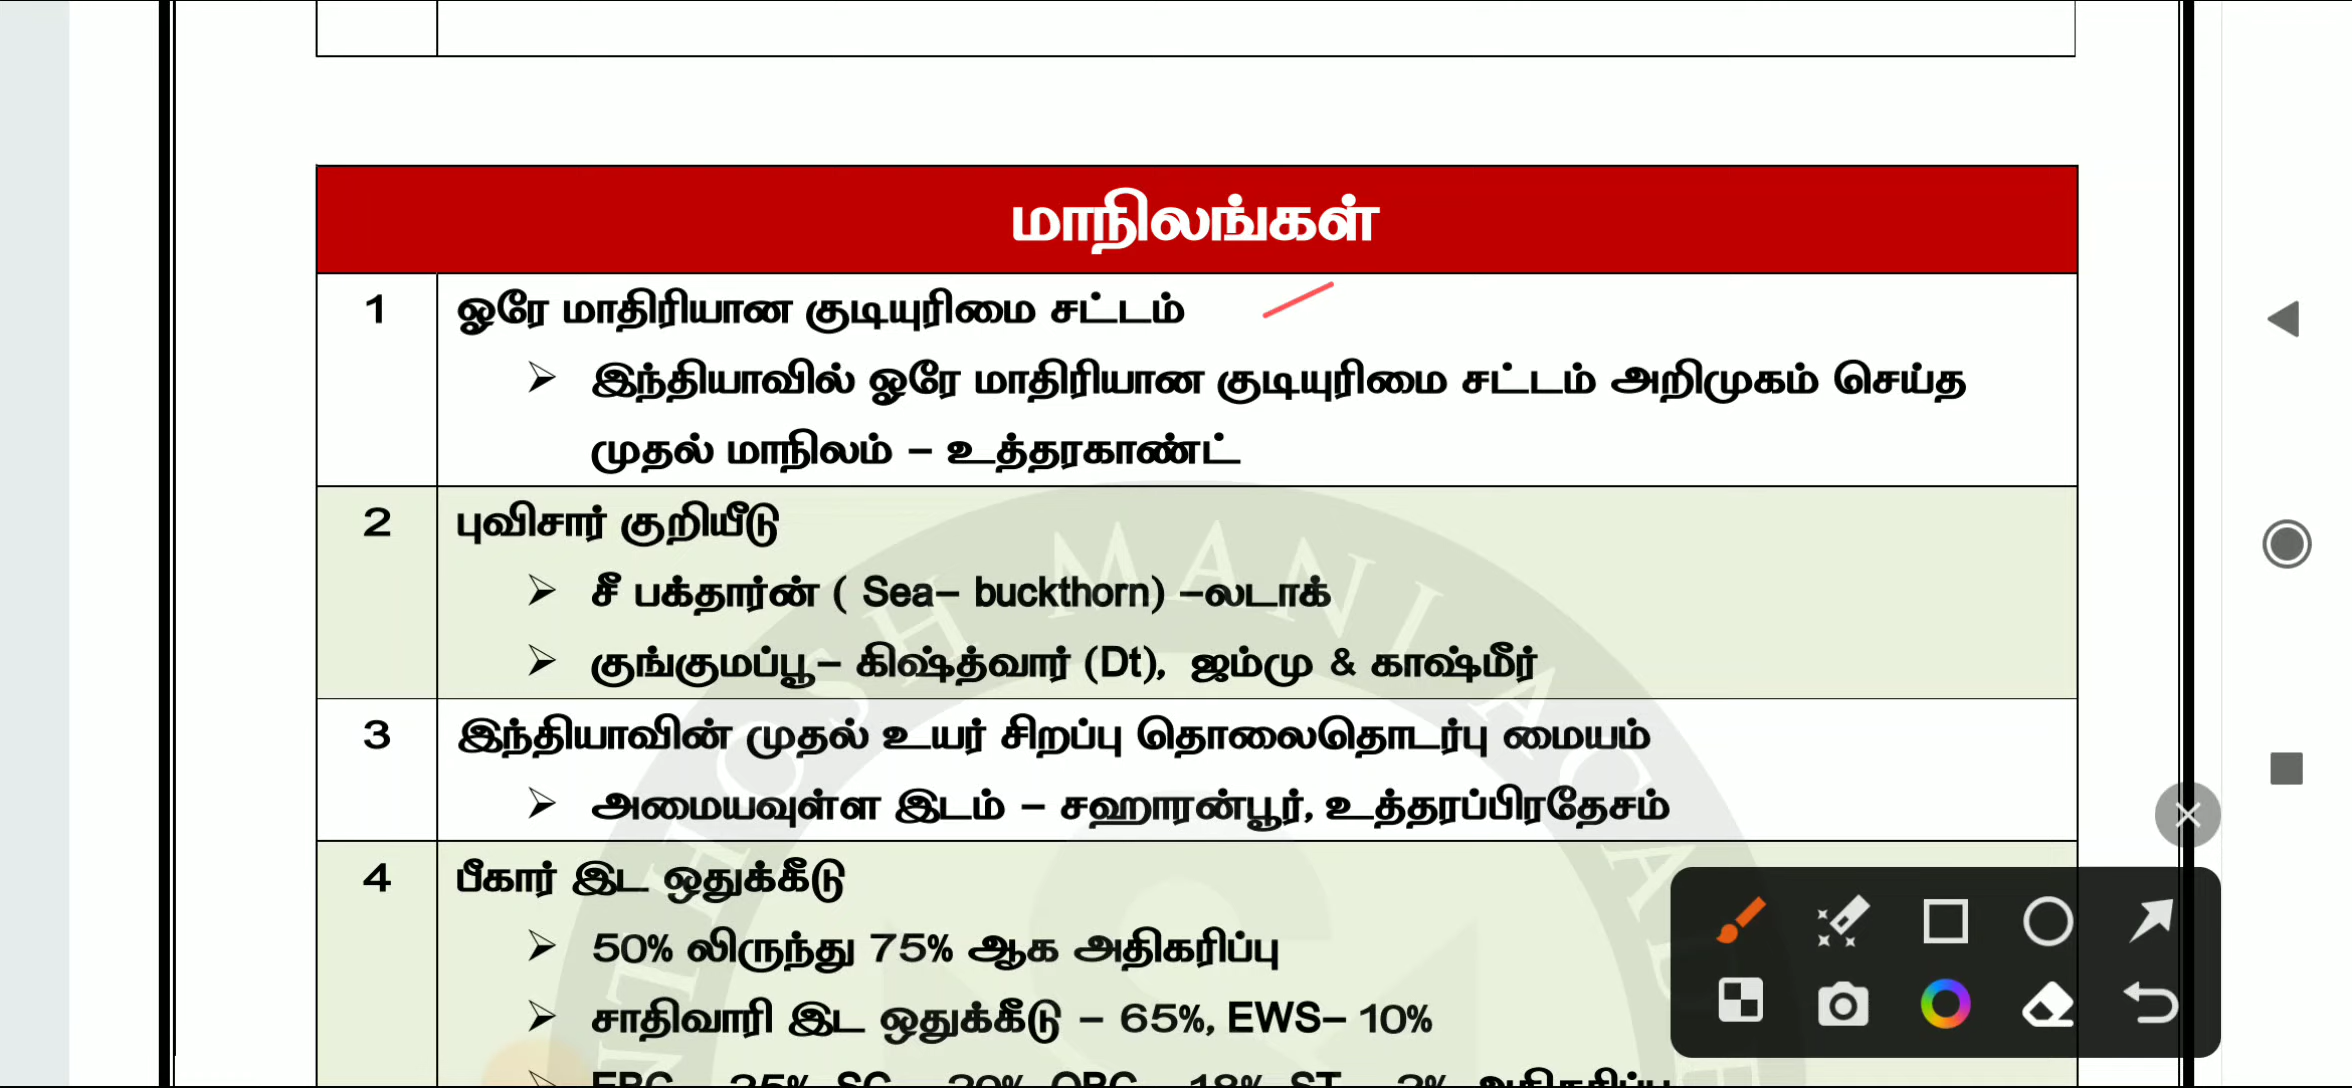 மாநிலங்கள்
1 ஓரே மாதிரியான குடியுரிமை சட்டம்
➢ இந்தியாவில் ஓரே மாதிரியான குடியுரிமை சட்டம் அறிமுகம் செய்த
முதல் மாநிலம் – உத்தரகாண்ட்
2 புவிசார் குறியீடு
➢ சீ பக்தார்ன் ( Sea– buckthorn) –லடாக்
➢ குங்குமப்பூ – கிஷ்த்வார் (Dt), ஜம்மு & காஷ்மீர்
3 இந்தியாவின் முதல் உயர் சிறப்பு தொலைதொடர்பு மையம்
➢ அமையவுள்ள இடம் – சஹாரன்பூர், உத்தரப்பிரதேசம்
4 பீகார் இட ஒதுக்கீடு
➢ 50% லிருந்து 75% ஆக அதிகரிப்பு
➢ சாதிவாரி இட ஒதுக்கீடு – 65%, EWS– 10%